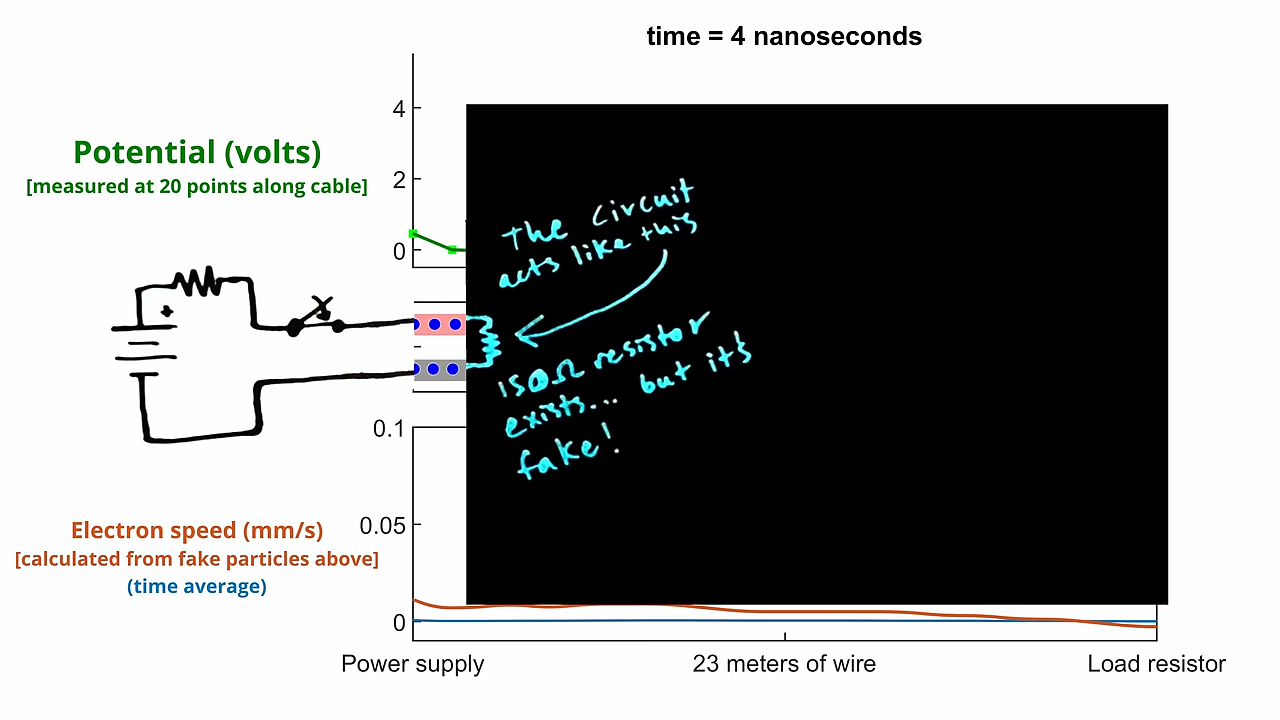 time = 4 nanoseconds
Potential (volts)
[measured at 20 points along cable]
4
2
0
The circuit
acts like this
+
150Ω resistor
exists... but it's
fake!
0.1
0.05
0
Electron speed (mm/s)
[calculated from fake particles above]
(time average)
Power supply
23 meters of wire
Load resistor